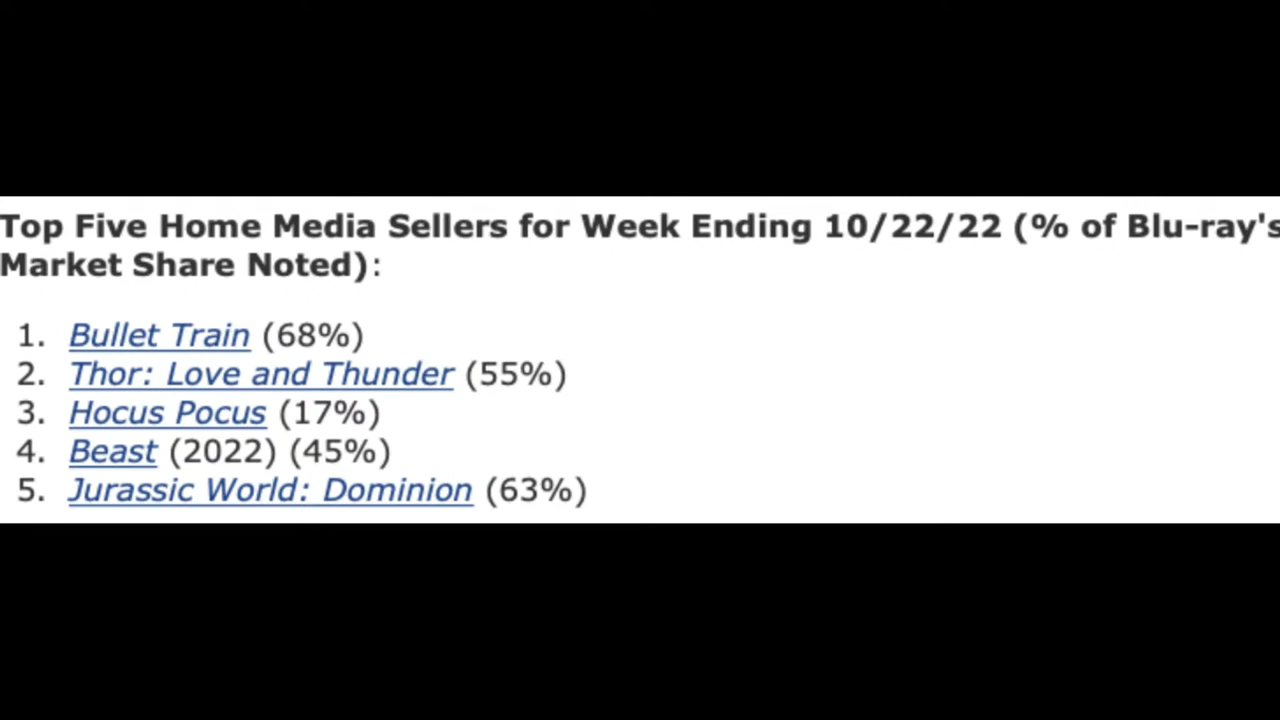 Top Five Home Media Sellers for Week Ending 10/22/22 (% of Blu-ray's
Market Share Noted):
1. Bullet Train (68%)
2. Thor: Love and Thunder (55%)
3. Hocus Pocus (17%)
4. Beast (2022) (45%)
5. Jurassic World: Dominion (63%)